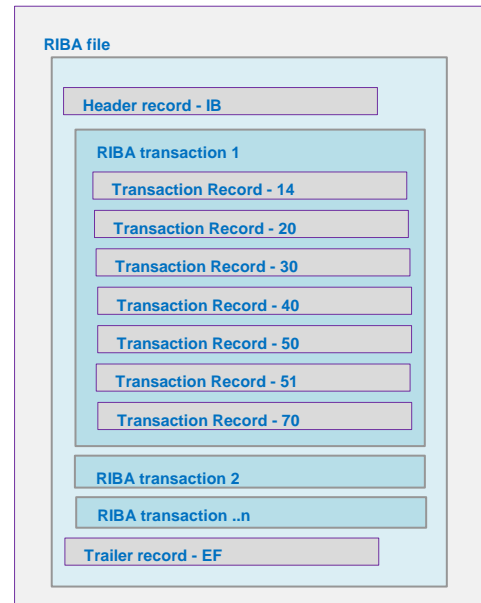 RIBA file
Header record - IB
RIBA transaction 1
Transaction Record - 14
Transaction Record - 20
Transaction Record - 30
Transaction Record - 40
Transaction Record - 50
Transaction Record - 51
Transaction Record - 70
RIBA transaction 2
RIBA transaction ..n
Trailer record - EF